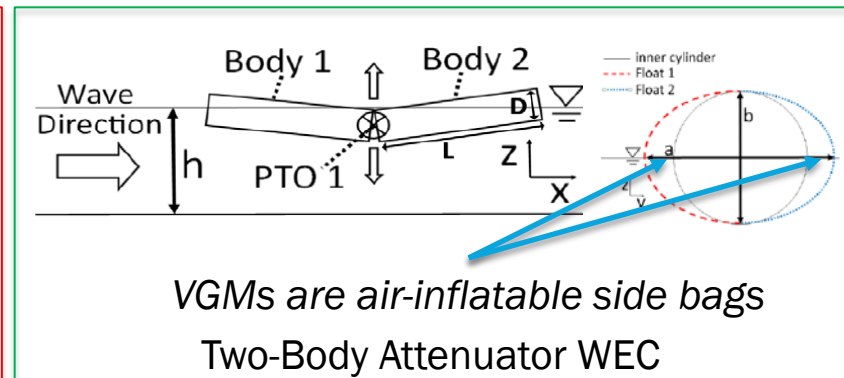 Body 1
Body 2
Wave
Direction
h
PTO 1
D
L
Z
X
inner cylinder
Float 1
Float 2
b
a
z
y
VGMs are air-inflatable side bags
Two-Body Attenuator WEC